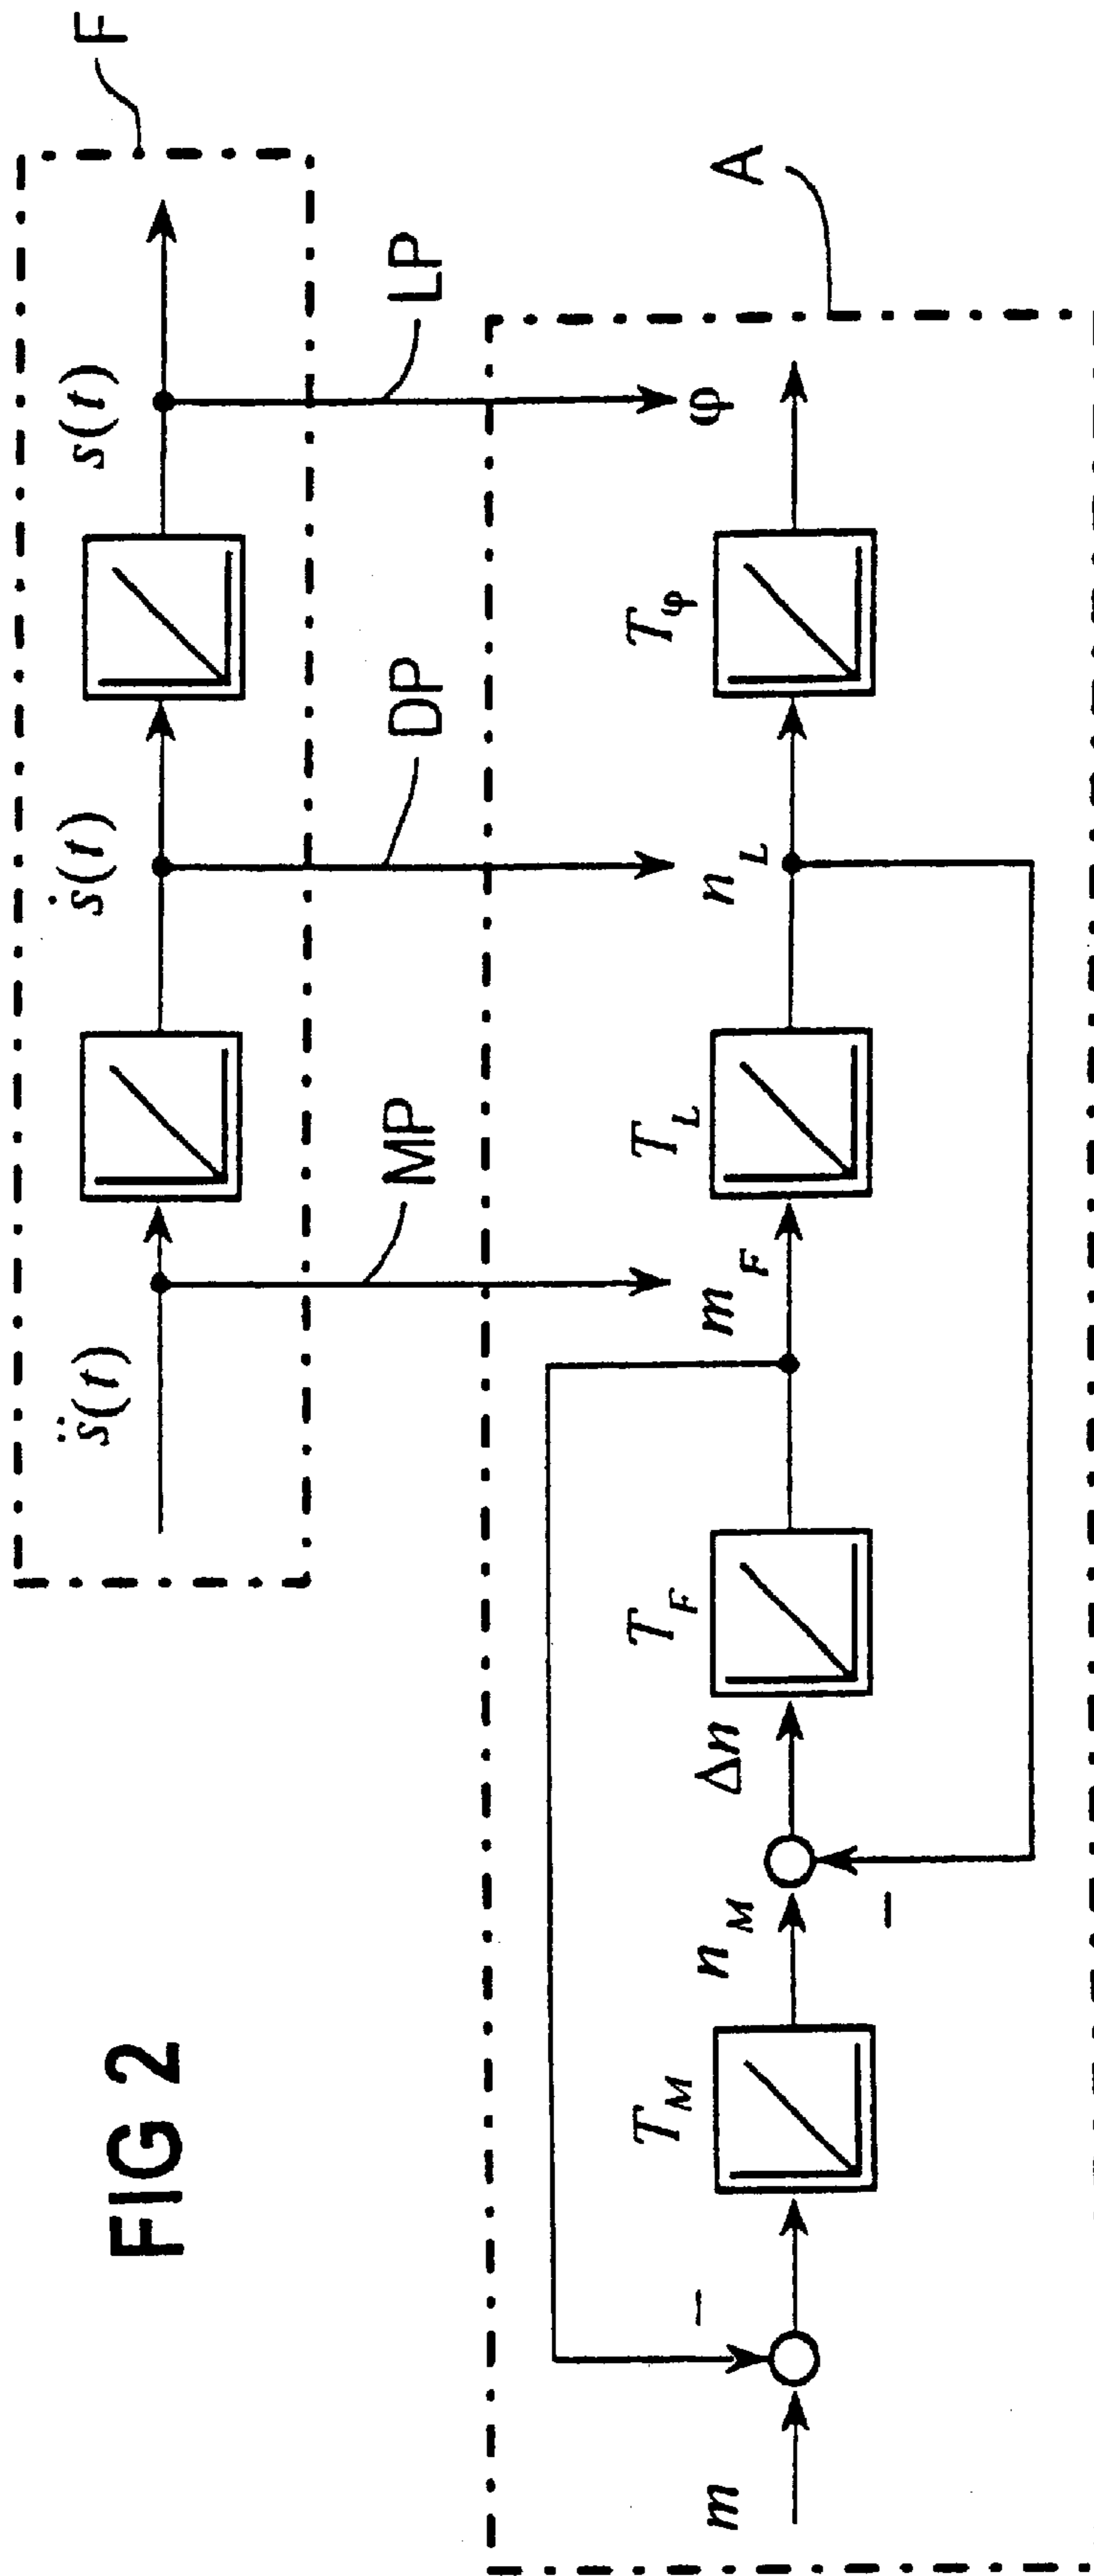 FIG 2
F
s̈(t)
ṡ(t)
s(t)
MP
DP
LP
A
m
−
T_M
n_M
−
Δn
T_F
m_F
T_L
n_L
T_φ
φ